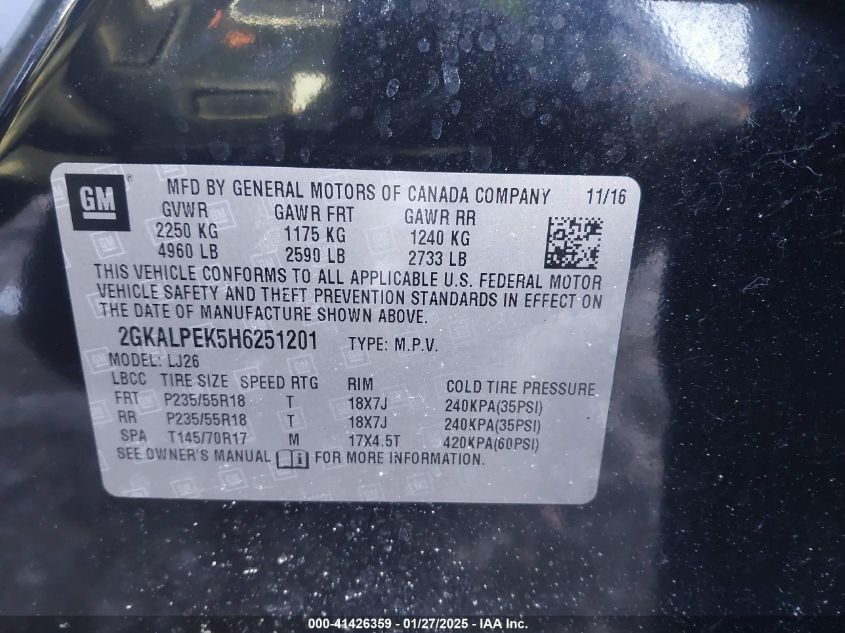 GM
MFD BY GENERAL MOTORS OF CANADA COMPANY 11/16
GVWR GAWR FRT GAWR RR
2250 KG 1175 KG 1240 KG
4960 LB 2590 LB 2733 LB
THIS VEHICLE CONFORMS TO ALL APPLICABLE U.S. FEDERAL MOTOR
VEHICLE SAFETY AND THEFT PREVENTION STANDARDS IN EFFECT ON
THE DATE OF MANUFACTURE SHOWN ABOVE.
2GKALPEK5H6251201 TYPE: M.P.V.
MODEL: LJ26
LBCC TIRE SIZE SPEED RTG RIM COLD TIRE PRESSURE
FRT P235/55R18 T 18X7J 240KPA(35PSI)
RR P235/55R18 T 18X7J 240KPA(35PSI)
SPA T145/70R17 M 17X4.5T 420KPA(60PSI)
SEE OWNER'S MANUAL i FOR MORE INFORMATION.
000-41426359 - 01/27/2025 - IAAI.com